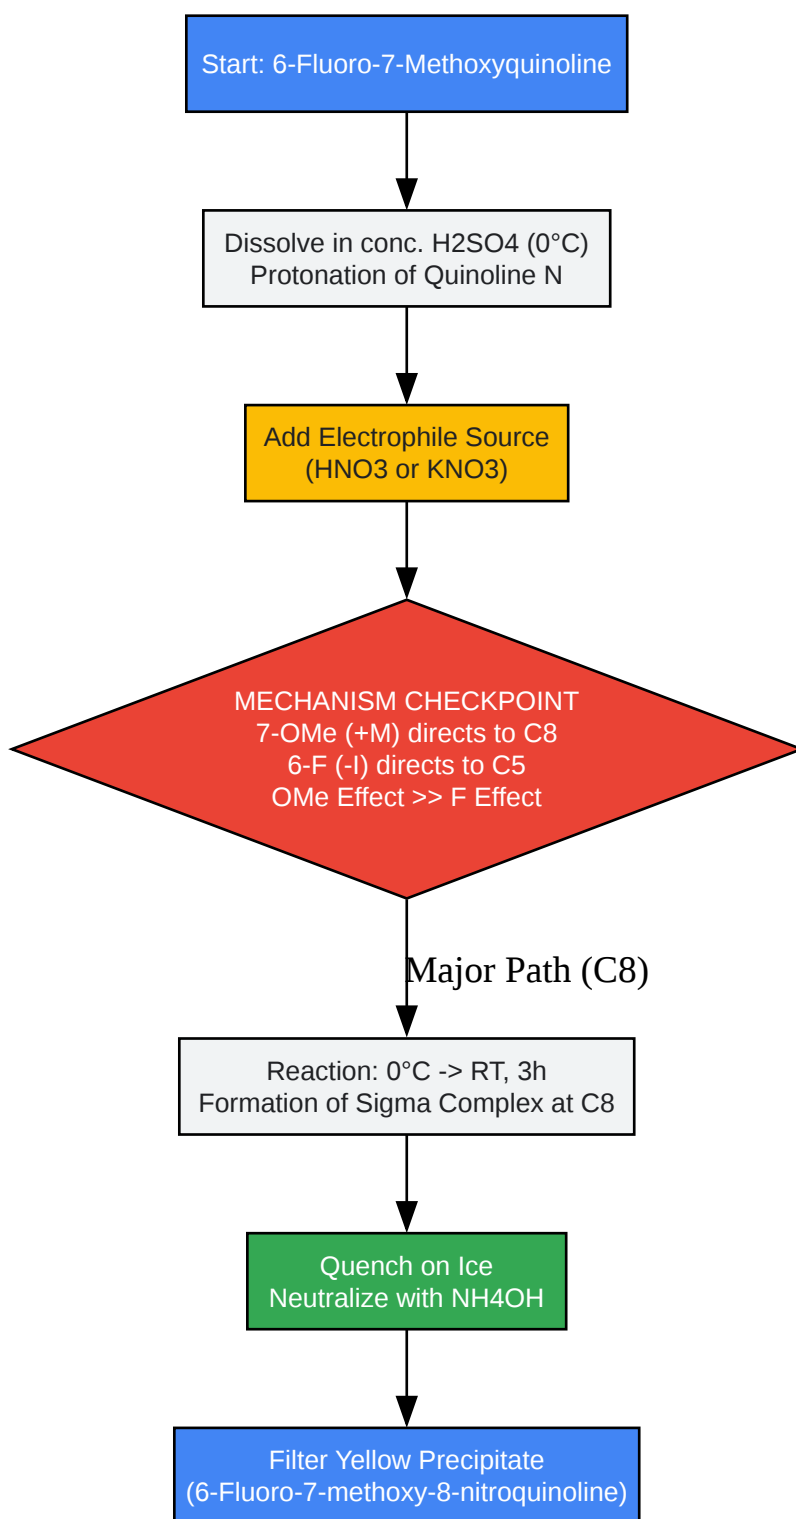 Start: 6-Fluoro-7-Methoxyquinoline
Dissolve in conc. H2SO4 (0°C)
Protonation of Quinoline N
Add Electrophile Source
(HNO3 or KNO3)
MECHANISM CHECKPOINT
7-OMe (+M) directs to C8
6-F (-I) directs to C5
OMe Effect >> F Effect
Major Path (C8)
Reaction: 0°C -> RT, 3h
Formation of Sigma Complex at C8
Quench on Ice
Neutralize with NH4OH
Filter Yellow Precipitate
(6-Fluoro-7-methoxy-8-nitroquinoline)